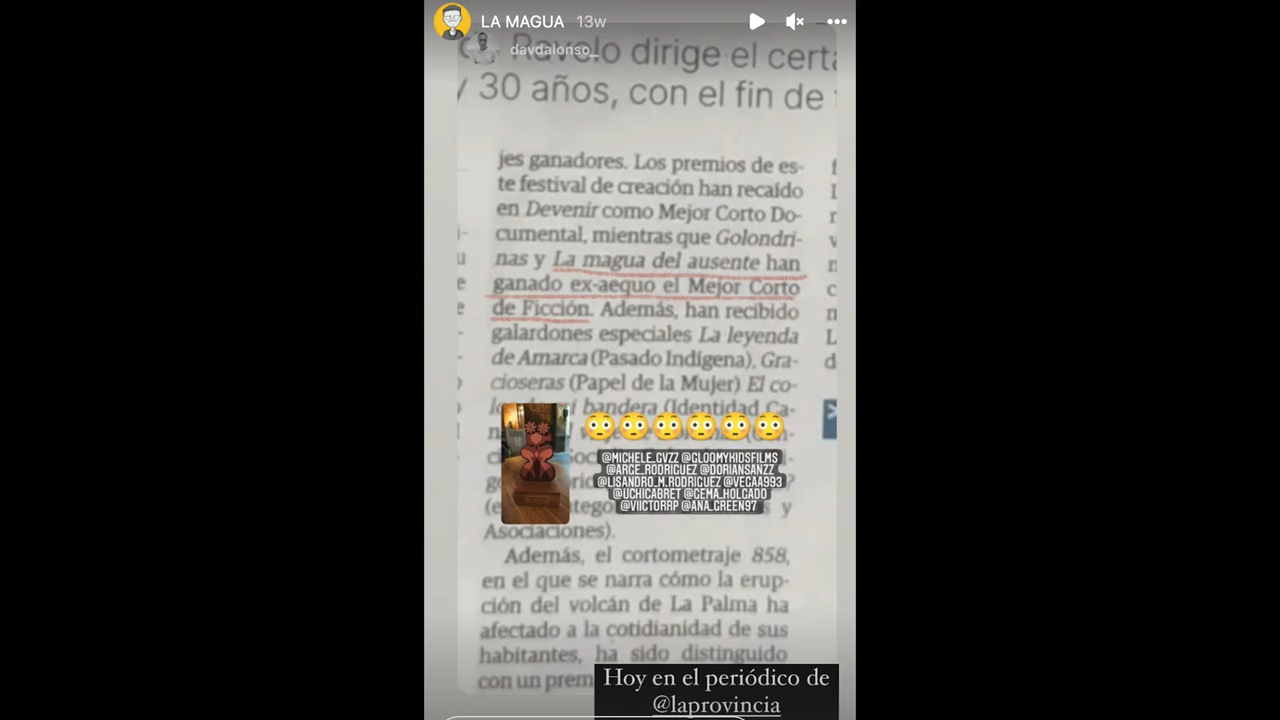 LA MAGUA 13w
davdalonso_
Ravelo dirige el certa
y 30 años, con el fin de
jes ganadores. Los premios de es-
te festival de creación han recaído
en Devenir como Mejor Corto Do-
cumental, mientras que Golondri-
nas y La magua del ausente han
ganado ex-aequo el Mejor Corto
de Ficción. Además, han recibido
galardones especiales La leyenda
de Amarca (Pasado Indígena), Gra-
cioseras (Papel de la Mujer) El co-
bandera (Identidad Ca-
@MICHELE_GVZZ @GLOOMYKIDSFILMS
@ARGE_RODRIGUEZ @DORIANSANZZ
@LISANDRO_M.RODRIGUEZ @VEGAA993
@UCHICABRET @GEMA_HOLGADO
@VIICTORRP @ANA_GREEN97
y
Asociaciones).
Además, el cortometraje 858,
en el que se narra cómo la erup-
ción del volcán de La Palma ha
afectado a la cotidianidad de sus
habitantes, ha sido distinguido
con un prem
Hoy en el periódico de
@laprovincia